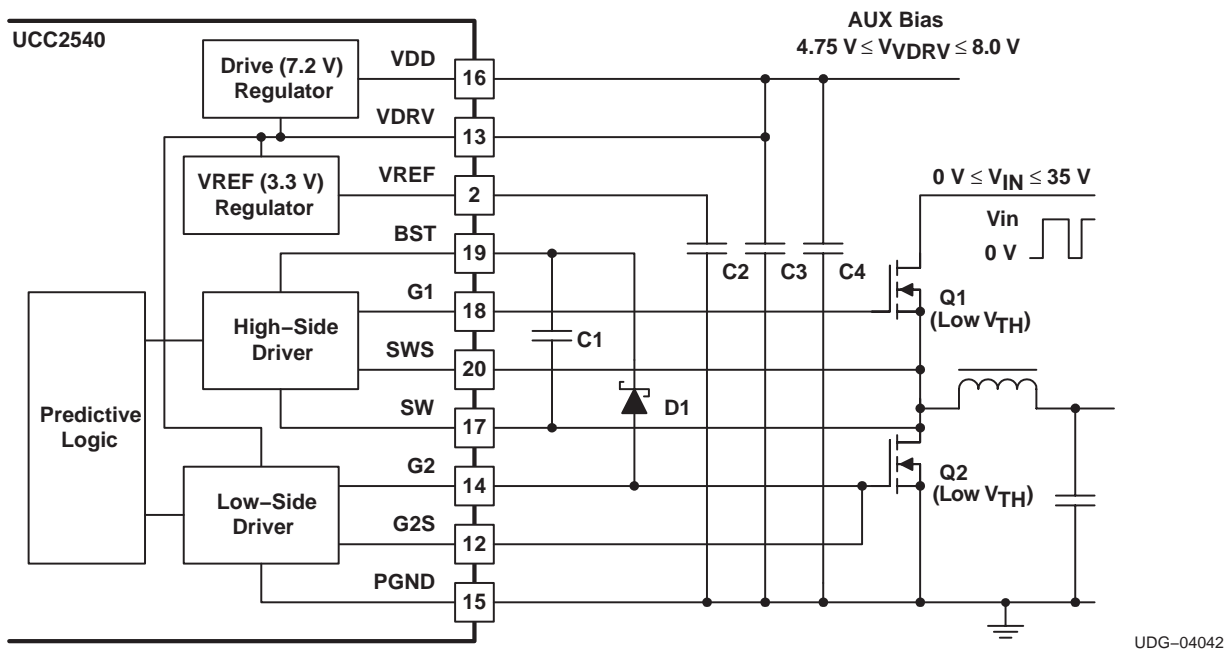 UCC2540
AUX Bias
4.75 V ≤ VVDRV ≤ 8.0 V
Drive (7.2 V)
Regulator
VDD
16
VDRV
13
VREF (3.3 V)
Regulator
VREF
2
0 V ≤ VIN ≤ 35 V
Vin
0 V
BST
19
C2
C3
C4
G1
18
Q1
(Low VTH)
High–Side
Driver
C1
SWS
20
D1
SW
17
Predictive
Logic
G2
14
Q2
(Low VTH)
Low–Side
Driver
G2S
12
PGND
15
UDG–04042